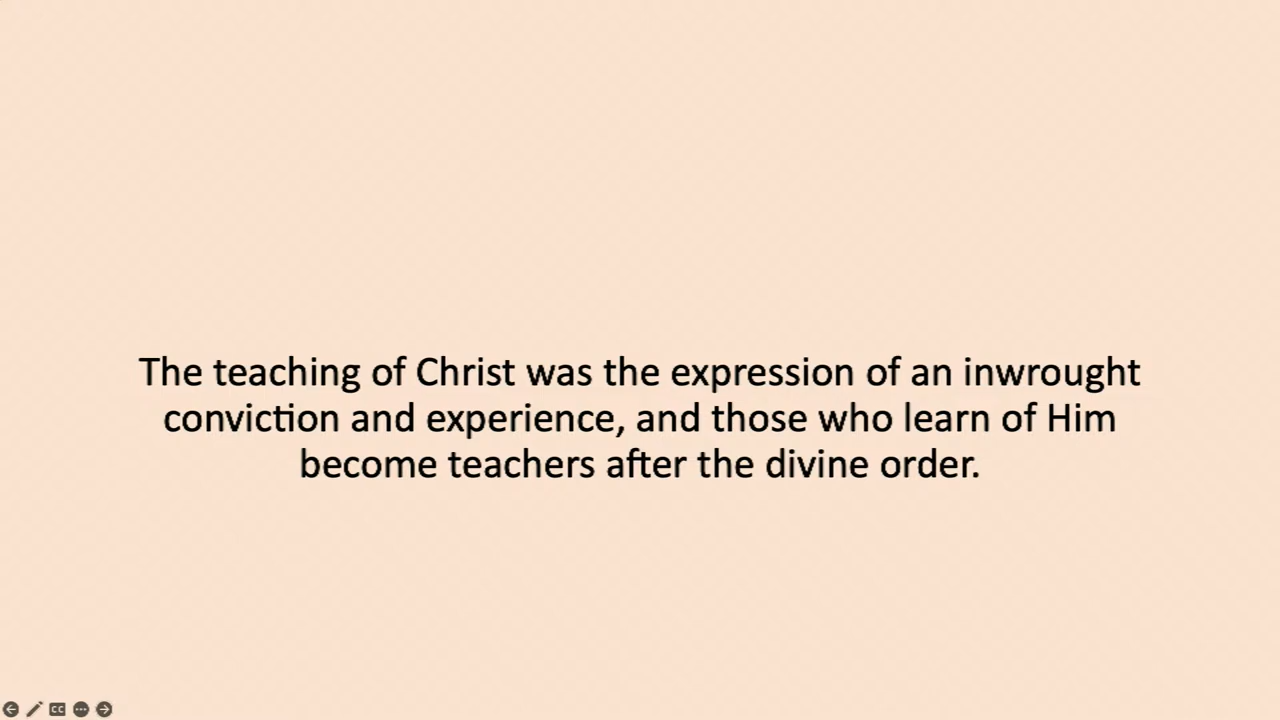 The teaching of Christ was the expression of an inwrought
conviction and experience, and those who learn of Him
become teachers after the divine order.
CC